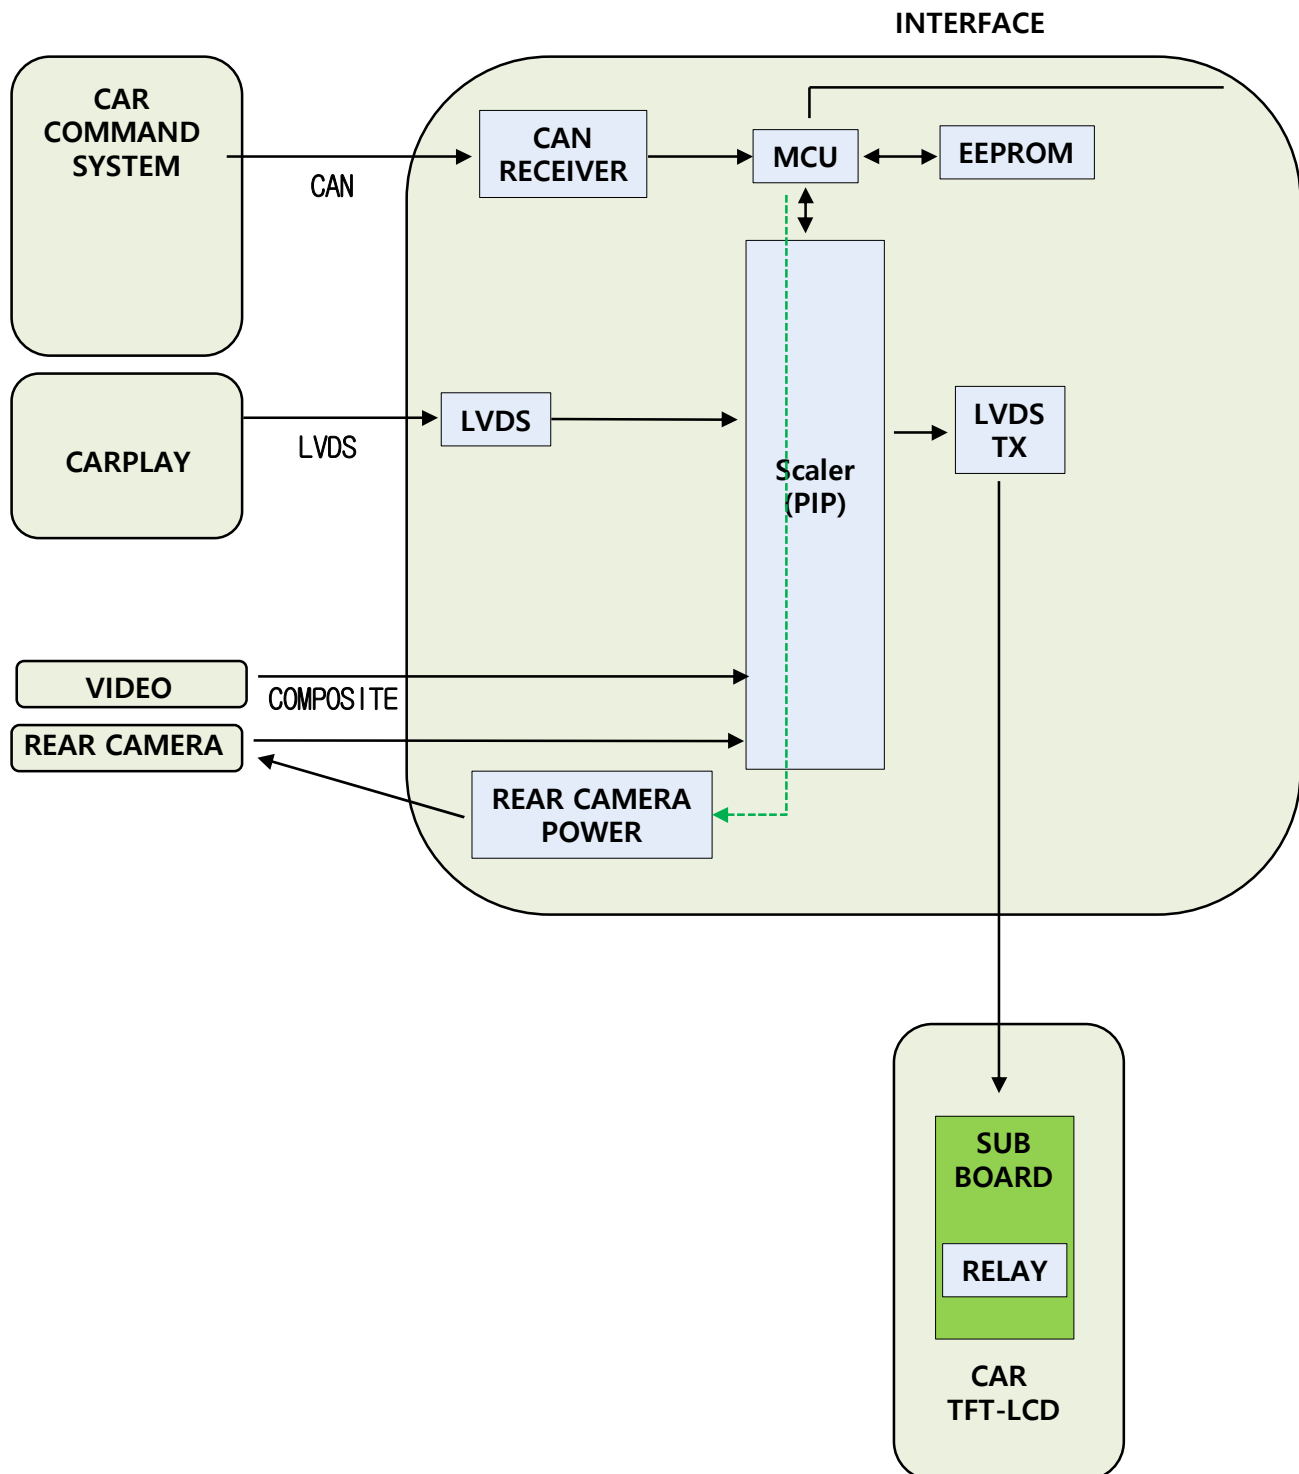 INTERFACE
CAR
COMMAND
SYSTEM
CAN
CAN
RECEIVER
MCU
EEPROM
CARPLAY
LVDS
LVDS
Scaler
(PIP)
LVDS
TX
VIDEO
COMPOSITE
REAR CAMERA
REAR CAMERA
POWER
SUB
BOARD
RELAY
CAR
TFT-LCD